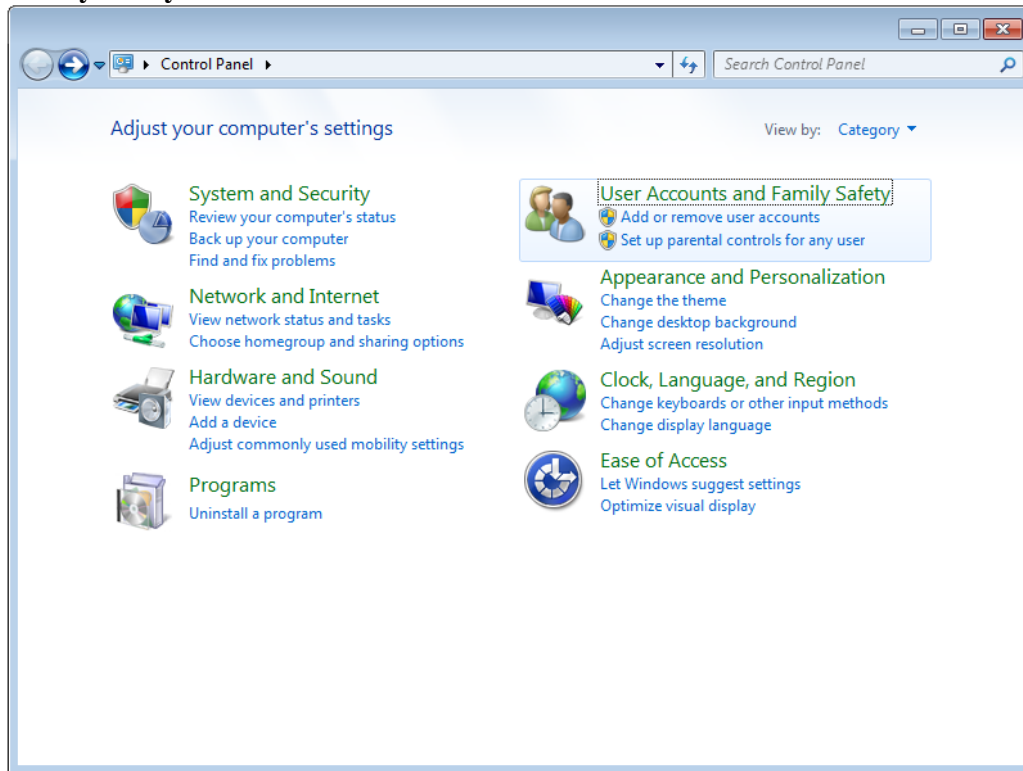 Control Panel
Search Control Panel
Adjust your computer's settings
View by: Category
System and Security
Review your computer's status
Back up your computer
Find and fix problems
Network and Internet
View network status and tasks
Choose homegroup and sharing options
Hardware and Sound
View devices and printers
Add a device
Adjust commonly used mobility settings
Programs
Uninstall a program
User Accounts and Family Safety
Add or remove user accounts
Set up parental controls for any user
Appearance and Personalization
Change the theme
Change desktop background
Adjust screen resolution
Clock, Language, and Region
Change keyboards or other input methods
Change display language
Ease of Access
Let Windows suggest settings
Optimize visual display